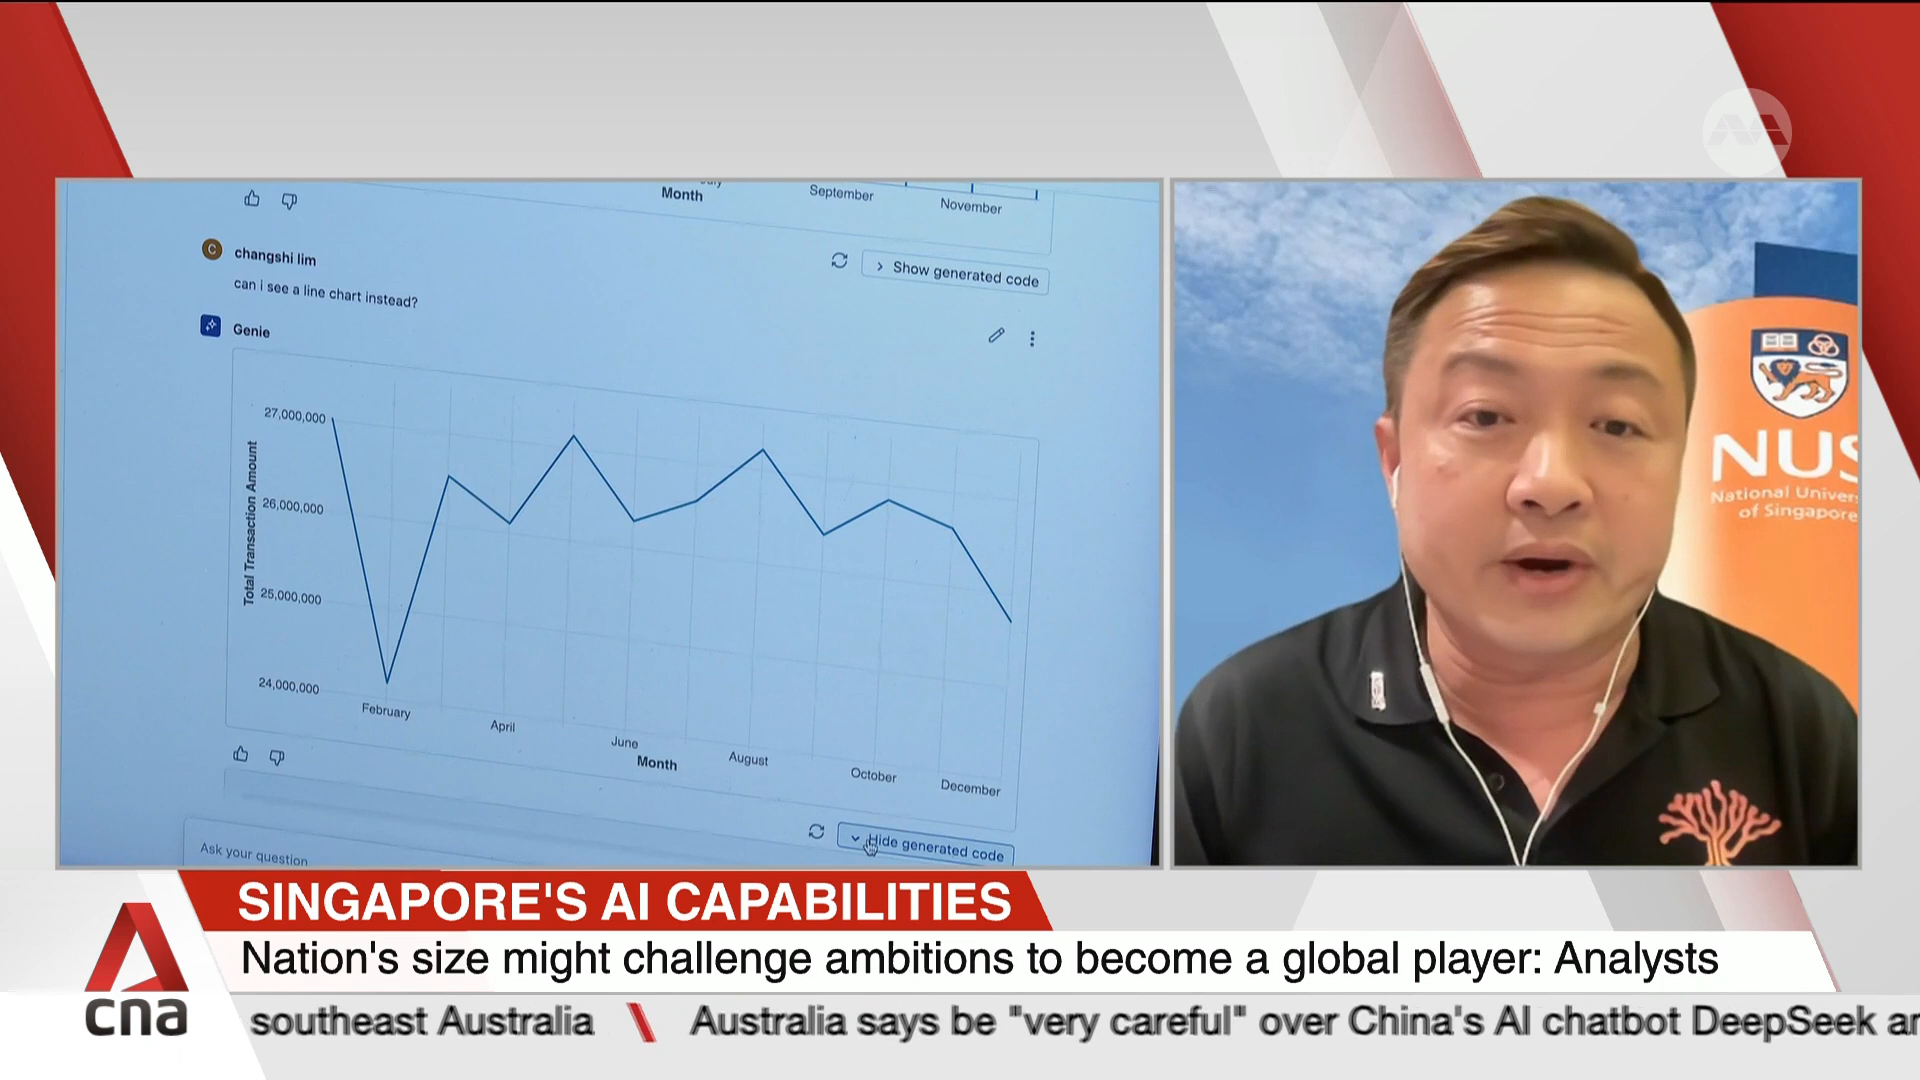 Month
September
November
C
changshi lim
Show generated code
can i see a line chart instead?
Genie
27,000,000
26,000,000
25,000,000
24,000,000
Total Transaction Amount
February
April
June
August
October
December
Month
Hide generated code
Ask your question
NUS
National Univer
of Singapore
SINGAPORE'S AI CAPABILITIES
Nation's size might challenge ambitions to become a global player: Analysts
cna
southeast Australia \ Australia says be "very careful" over China's AI chatbot DeepSeek an